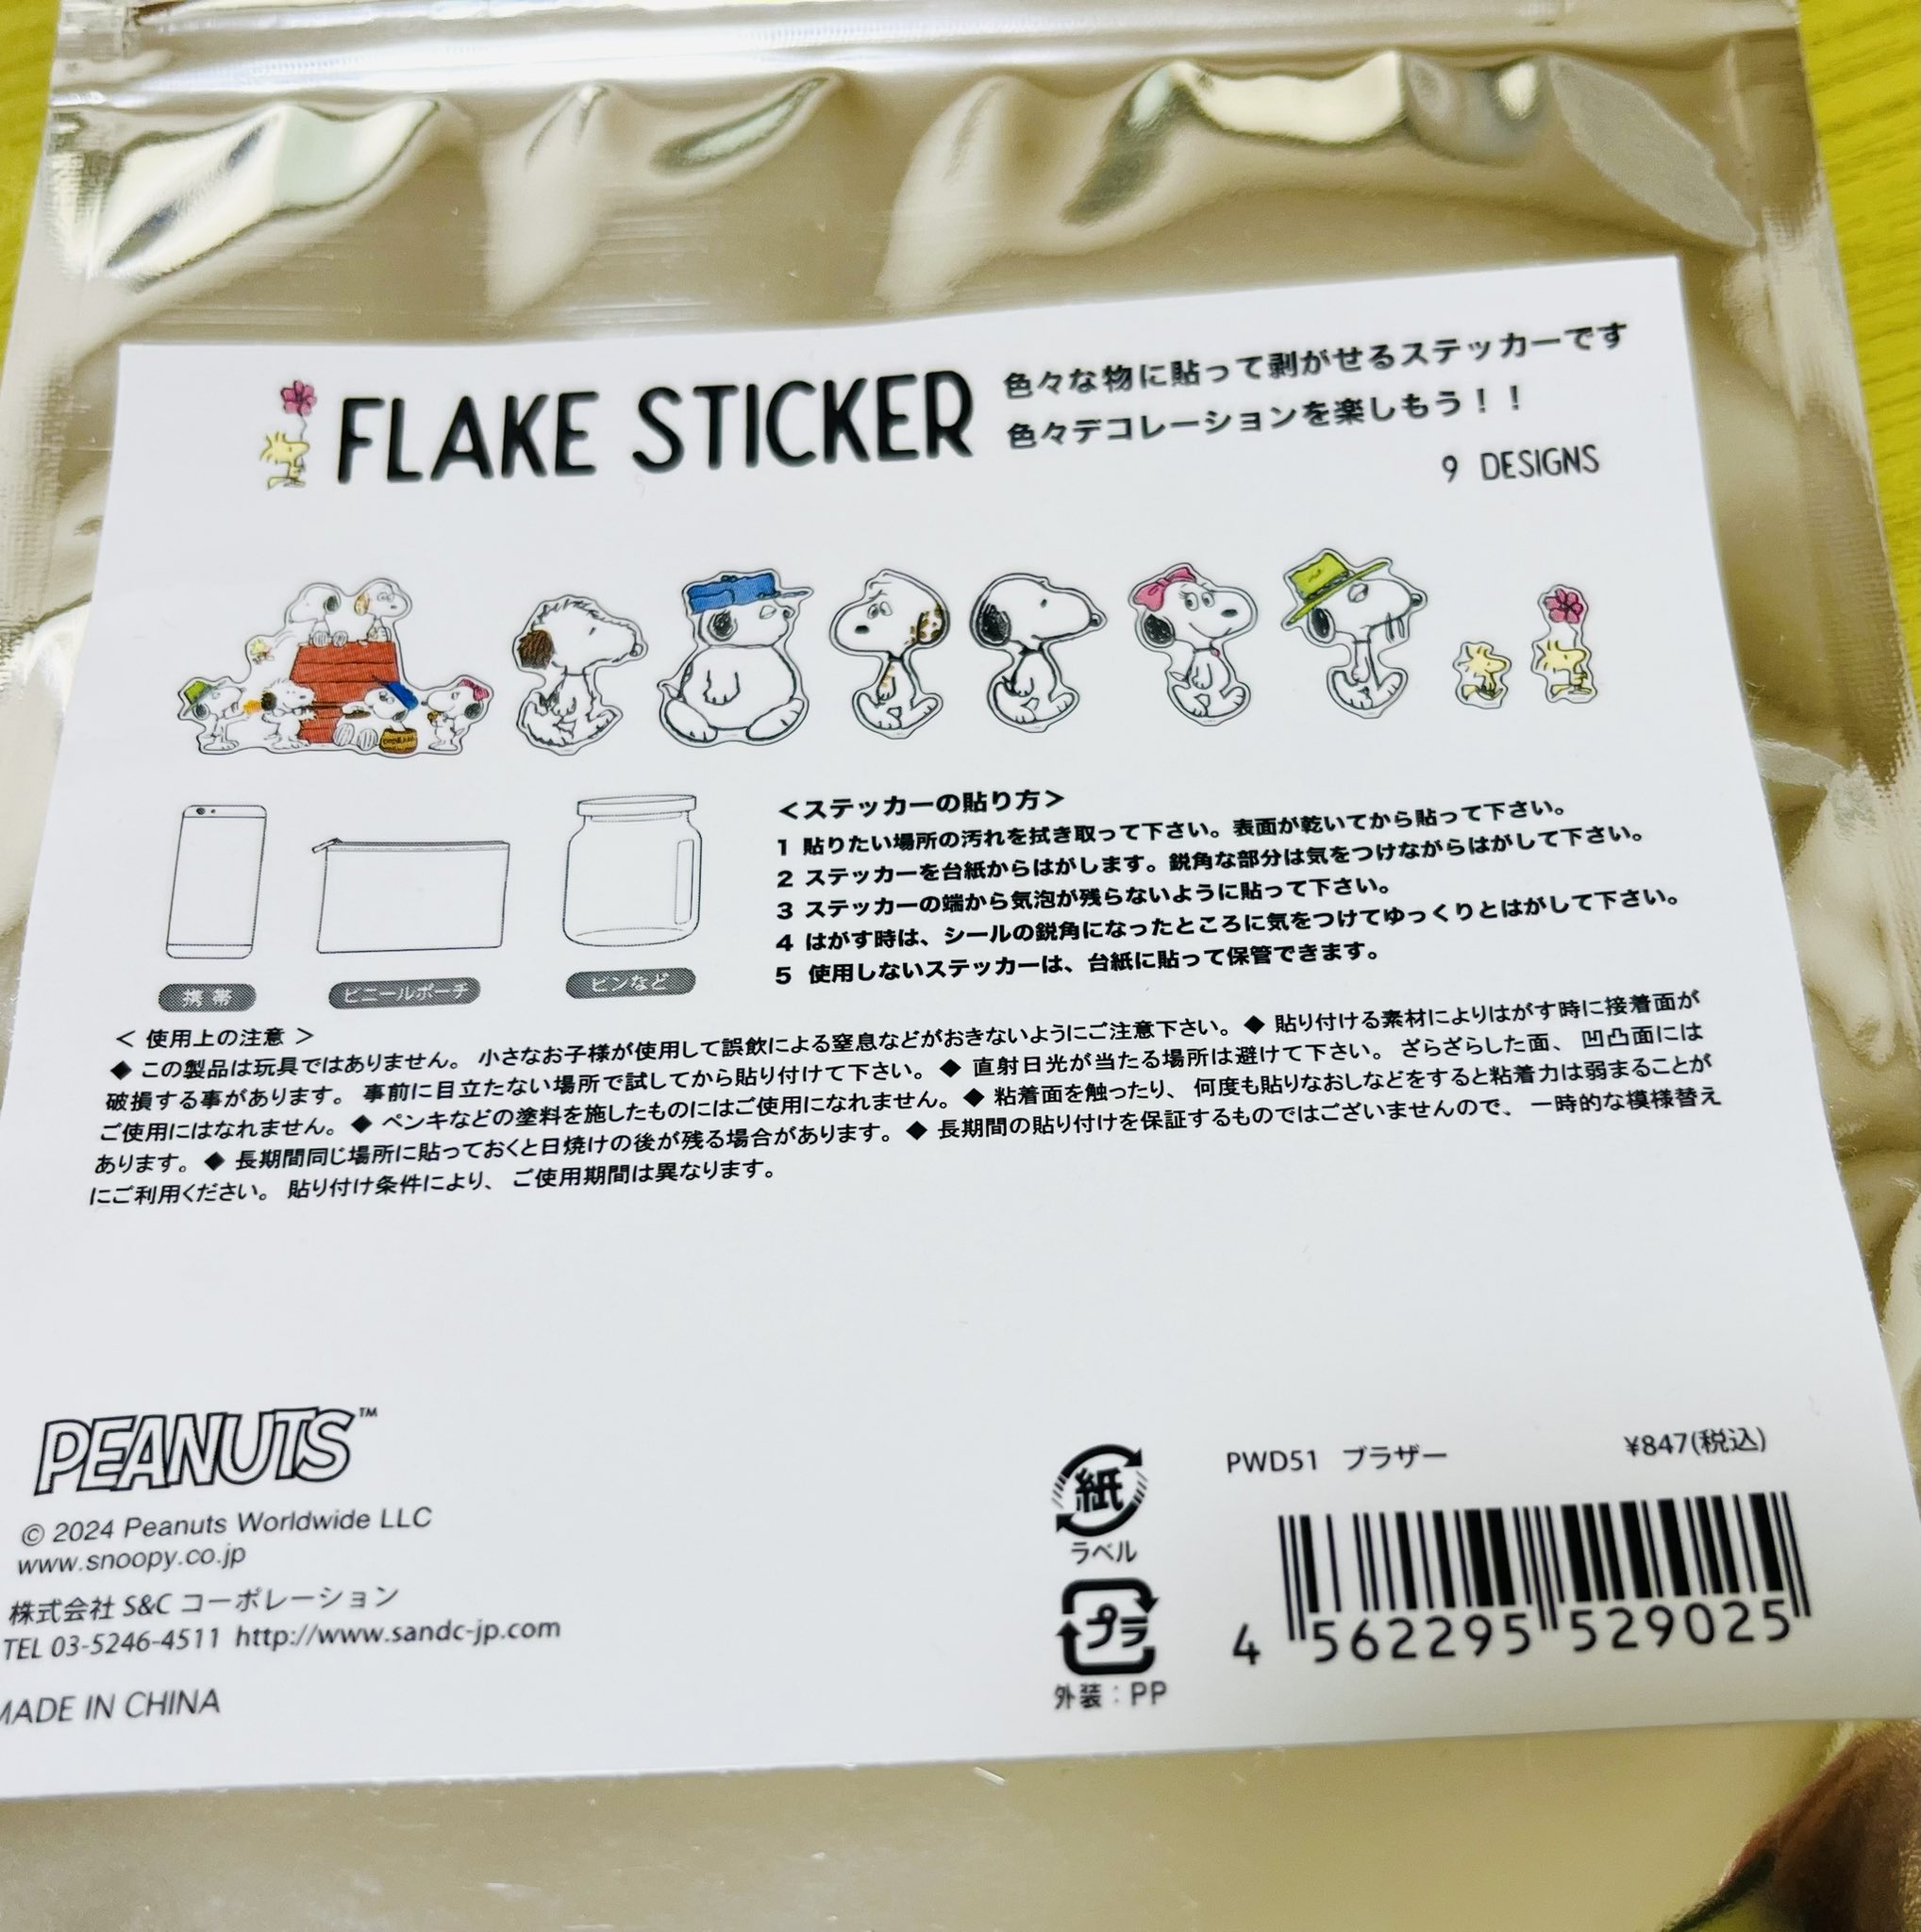 FLAKE STICKER
色々な物に貼って剥がせるステッカーです
色々デコレーションを楽しもう！！
9 DESIGNS
携 帯
ビニールポーチ
ビンなど
＜ステッカーの貼り方＞
1 貼りたい場所の汚れを拭き取って下さい。表面が乾いてから貼って下さい。
2 ステッカーを台紙からはがします。鋭角な部分は気をつけながらはがして下さい。
3 ステッカーの端から気泡が残らないように貼って下さい。
4 はがす時は、シールの鋭角になったところに気をつけてゆっくりとはがして下さい。
5 使用しないステッカーは、台紙に貼って保管できます。
＜ 使用上の注意 ＞
◆ この製品は玩具ではありません。 小さなお子様が使用して誤飲による窒息などがおきないようにご注意下さい。 ◆ 貼り付ける素材によりはがす時に接着面が
破損する事があります。 事前に目立たない場所で試してから貼り付けて下さい。 ◆ 直射日光が当たる場所は避けて下さい。 ざらざらした面、 凹凸面には
ご使用にはなれません。 ◆ ペンキなどの塗料を施したものにはご使用になれません。 ◆ 粘着面を触ったり、 何度も貼りなおしなどをすると粘着力は弱まることが
あります。 ◆ 長期間同じ場所に貼っておくと日焼けの後が残る場合があります。 ◆ 長期間の貼り付けを保証するものではございませんので、 一時的な模様替え
にご利用ください。 貼り付け条件により、 ご使用期間は異なります。
PEANUTS™
© 2024 Peanuts Worldwide LLC
www.snoopy.co.jp
株式会社 S&C コーポレーション
TEL 03-5246-4511 http://www.sandc-jp.com
MADE IN CHINA
紙
ラベル
プラ
外装：PP
PWD51 ブラザー ¥847(税込)
4 562295 529025